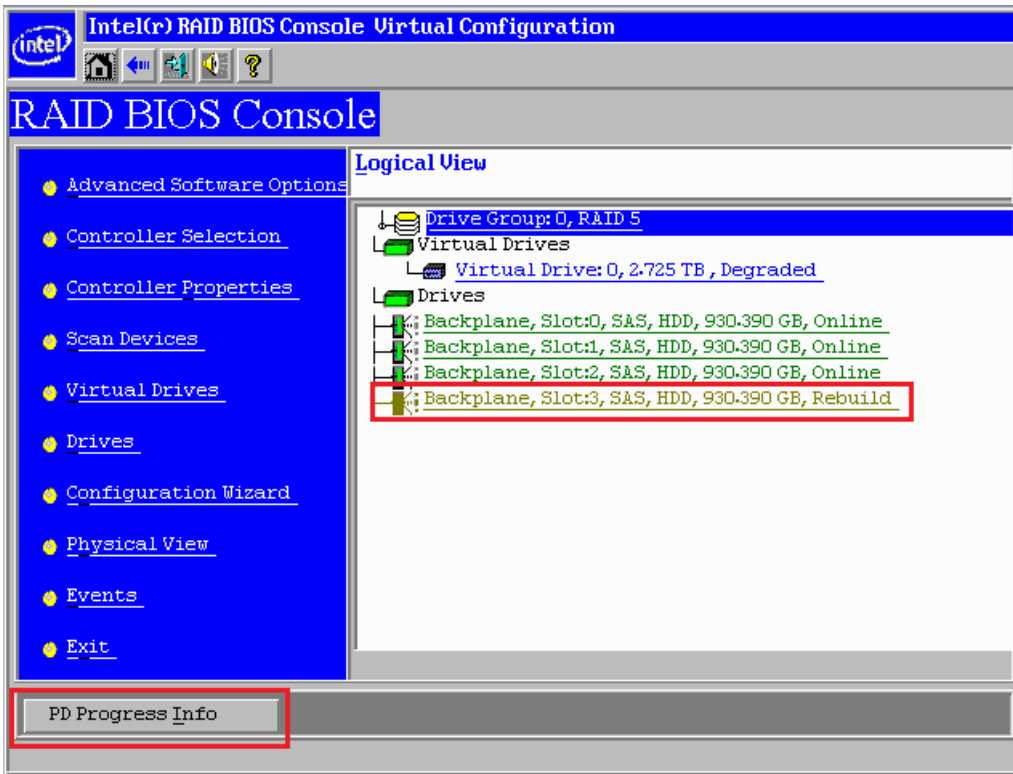 Intel(r) RAID BIOS Console Virtual Configuration
intel
RAID BIOS Console
Logical View
Advanced Software Options
Controller Selection
Controller Properties
Scan Devices
Virtual Drives
Drives
Configuration Wizard
Physical View
Events
Exit
Drive Group: 0, RAID 5
Virtual Drives
Virtual Drive: 0, 2.725 TB , Degraded
Drives
Backplane, Slot:0, SAS, HDD, 930.390 GB, Online
Backplane, Slot:1, SAS, HDD, 930.390 GB, Online
Backplane, Slot:2, SAS, HDD, 930.390 GB, Online
Backplane, Slot:3, SAS, HDD, 930.390 GB, Rebuild
PD Progress Info